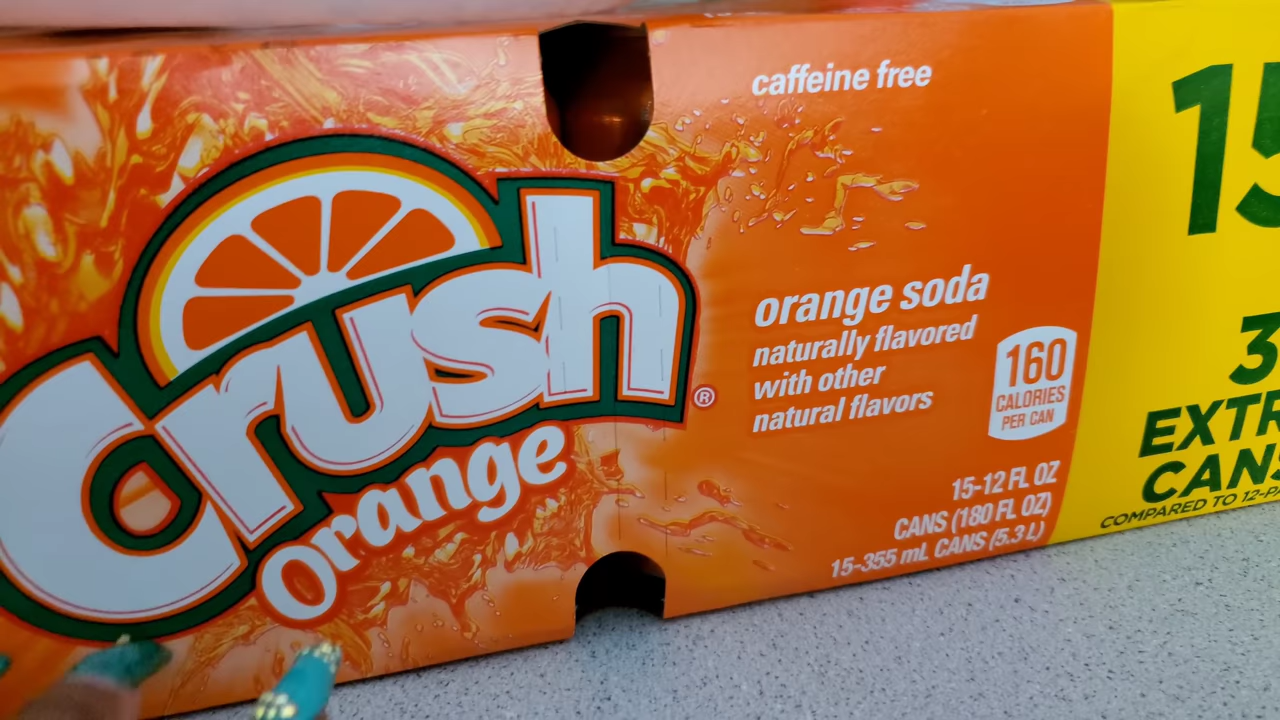 caffeine free
crush
®
orange
orange soda
naturally flavored
with other
natural flavors
160
CALORIES
PER CAN
15-12 FL OZ
CANS (180 FL OZ)
15-355 mL CANS (5.3 L)
15
3
EXTR
CANS
COMPARED TO 12-P